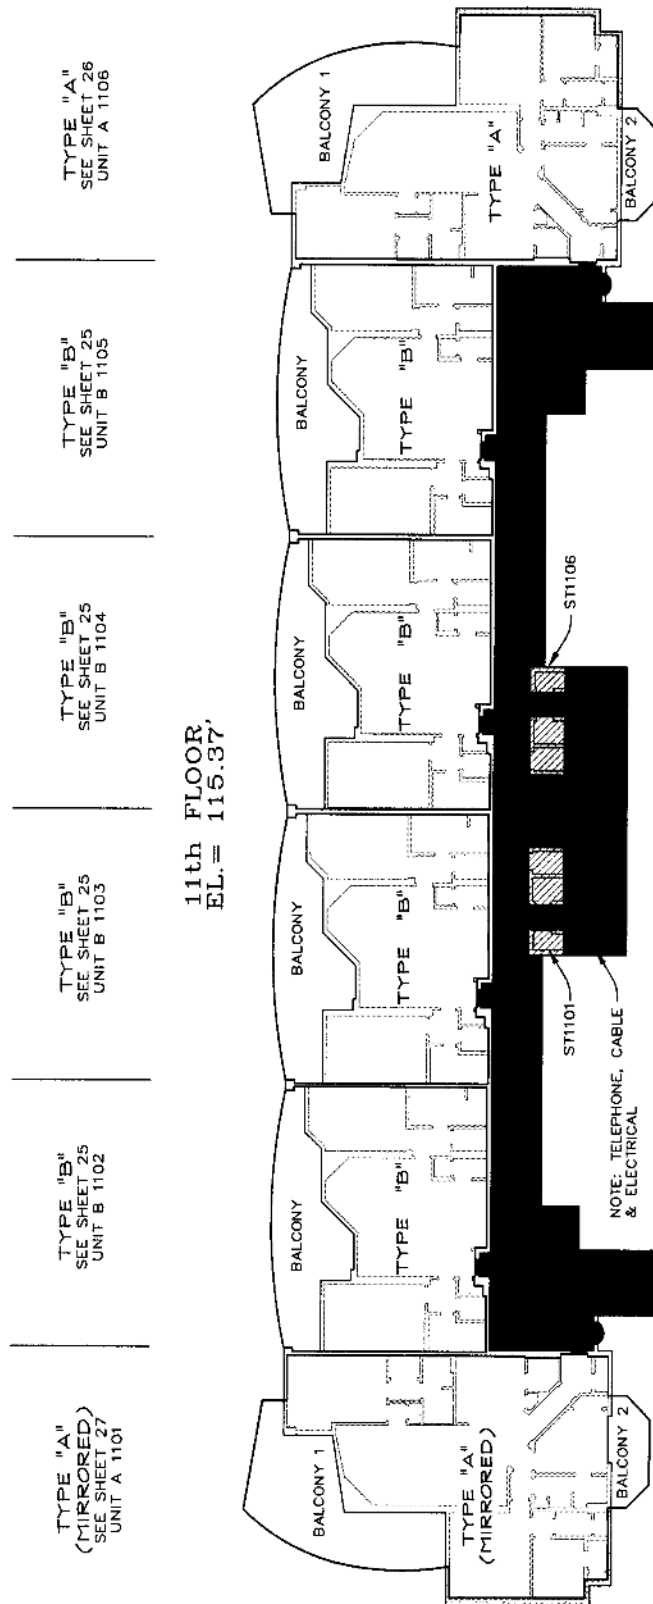 TYPE "A"
(MIRRORED)
SEE SHEET 27
UNIT A 1101
TYPE "B"
SEE SHEET 25
UNIT B 1102
TYPE "B"
SEE SHEET 25
UNIT B 1103
TYPE "B"
SEE SHEET 25
UNIT B 1104
TYPE "B"
SEE SHEET 25
UNIT B 1105
TYPE "A"
SEE SHEET 26
UNIT A 1106
11th FLOOR
EL.= 115.37'
BALCONY 1
BALCONY
BALCONY
BALCONY
BALCONY
BALCONY 1
TYPE "A"
(MIRRORED)
TYPE "B"
TYPE "B"
TYPE "B"
TYPE "B"
TYPE "A"
BALCONY 2
ST1101
ST1106
BALCONY 2
NOTE: TELEPHONE, CABLE
& ELECTRICAL